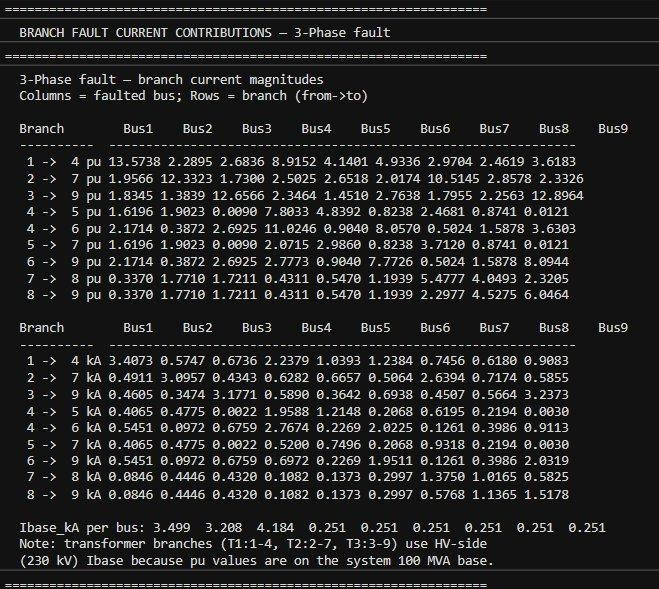 ================================================================
BRANCH FAULT CURRENT CONTRIBUTIONS — 3-Phase fault
================================================================
3-Phase fault — branch current magnitudes
Columns = faulted bus; Rows = branch (from->to)
Branch Bus1 Bus2 Bus3 Bus4 Bus5 Bus6 Bus7 Bus8 Bus9
---------- ------------------------------------------------------------
1 -> 4 pu 13.5738 2.2895 2.6836 8.9152 4.1401 4.9336 2.9704 2.4619 3.6183
2 -> 7 pu 1.9566 12.3323 1.7300 2.5025 2.6518 2.0174 10.5145 2.8578 2.3326
3 -> 9 pu 1.8345 1.3839 12.6566 2.3464 1.4510 2.7638 1.7955 2.2563 12.8964
4 -> 5 pu 1.6196 1.9023 0.0090 7.8033 4.8392 0.8238 2.4681 0.8741 0.0121
4 -> 6 pu 2.1714 0.3872 2.6925 11.0246 0.9040 8.0570 0.5024 1.5878 3.6303
5 -> 7 pu 1.6196 1.9023 0.0090 2.0715 2.9860 0.8238 3.7120 0.8741 0.0121
6 -> 9 pu 2.1714 0.3872 2.6925 2.7773 0.9040 7.7726 0.5024 1.5878 8.0944
7 -> 8 pu 0.3370 1.7710 1.7211 0.4311 0.5470 1.1939 5.4777 4.0493 2.3205
8 -> 9 pu 0.3370 1.7710 1.7211 0.4311 0.5470 1.1939 2.2977 4.5275 6.0464
Branch Bus1 Bus2 Bus3 Bus4 Bus5 Bus6 Bus7 Bus8 Bus9
---------- ------------------------------------------------------------
1 -> 4 kA 3.4073 0.5747 0.6736 2.2379 1.0393 1.2384 0.7456 0.6180 0.9083
2 -> 7 kA 0.4911 3.0957 0.4343 0.6282 0.6657 0.5064 2.6394 0.7174 0.5855
3 -> 9 kA 0.4605 0.3474 3.1771 0.5890 0.3642 0.6938 0.4507 0.5664 3.2373
4 -> 5 kA 0.4065 0.4775 0.0022 1.9588 1.2148 0.2068 0.6195 0.2194 0.0030
4 -> 6 kA 0.5451 0.0972 0.6759 2.7674 0.2269 2.0225 0.1261 0.3986 0.9113
5 -> 7 kA 0.4065 0.4775 0.0022 0.5200 0.7496 0.2068 0.9318 0.2194 0.0030
6 -> 9 kA 0.5451 0.0972 0.6759 0.6972 0.2269 1.9511 0.1261 0.3986 2.0319
7 -> 8 kA 0.0846 0.4446 0.4320 0.1082 0.1373 0.2997 1.3750 1.0165 0.5825
8 -> 9 kA 0.0846 0.4446 0.4320 0.1082 0.1373 0.2997 0.5768 1.1365 1.5178
Ibase_kA per bus: 3.499 3.208 4.184 0.251 0.251 0.251 0.251 0.251 0.251
Note: transformer branches (T1:1-4, T2:2-7, T3:3-9) use HV-side
(230 kV) Ibase because pu values are on the system 100 MVA base.
================================================================